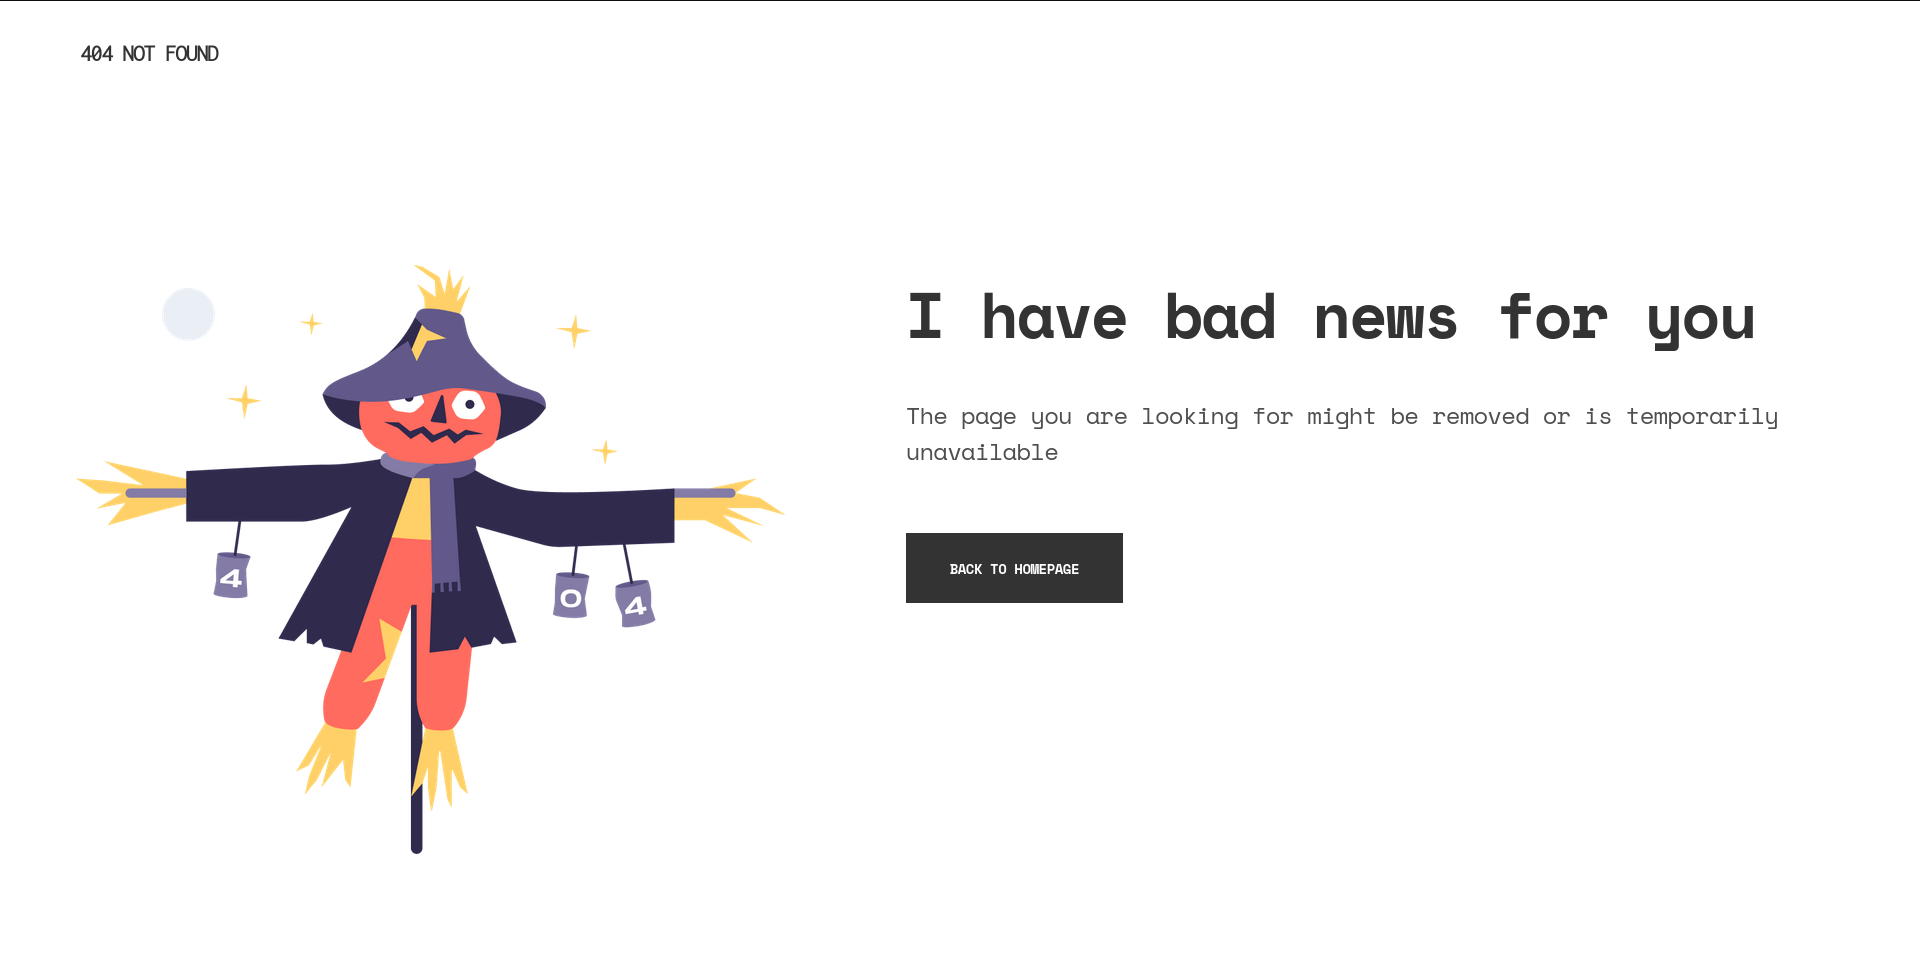 404 NOT FOUND
I have bad news for you
The page you are looking for might be removed or is temporarily
unavailable
BACK TO HOMEPAGE
4
0
4